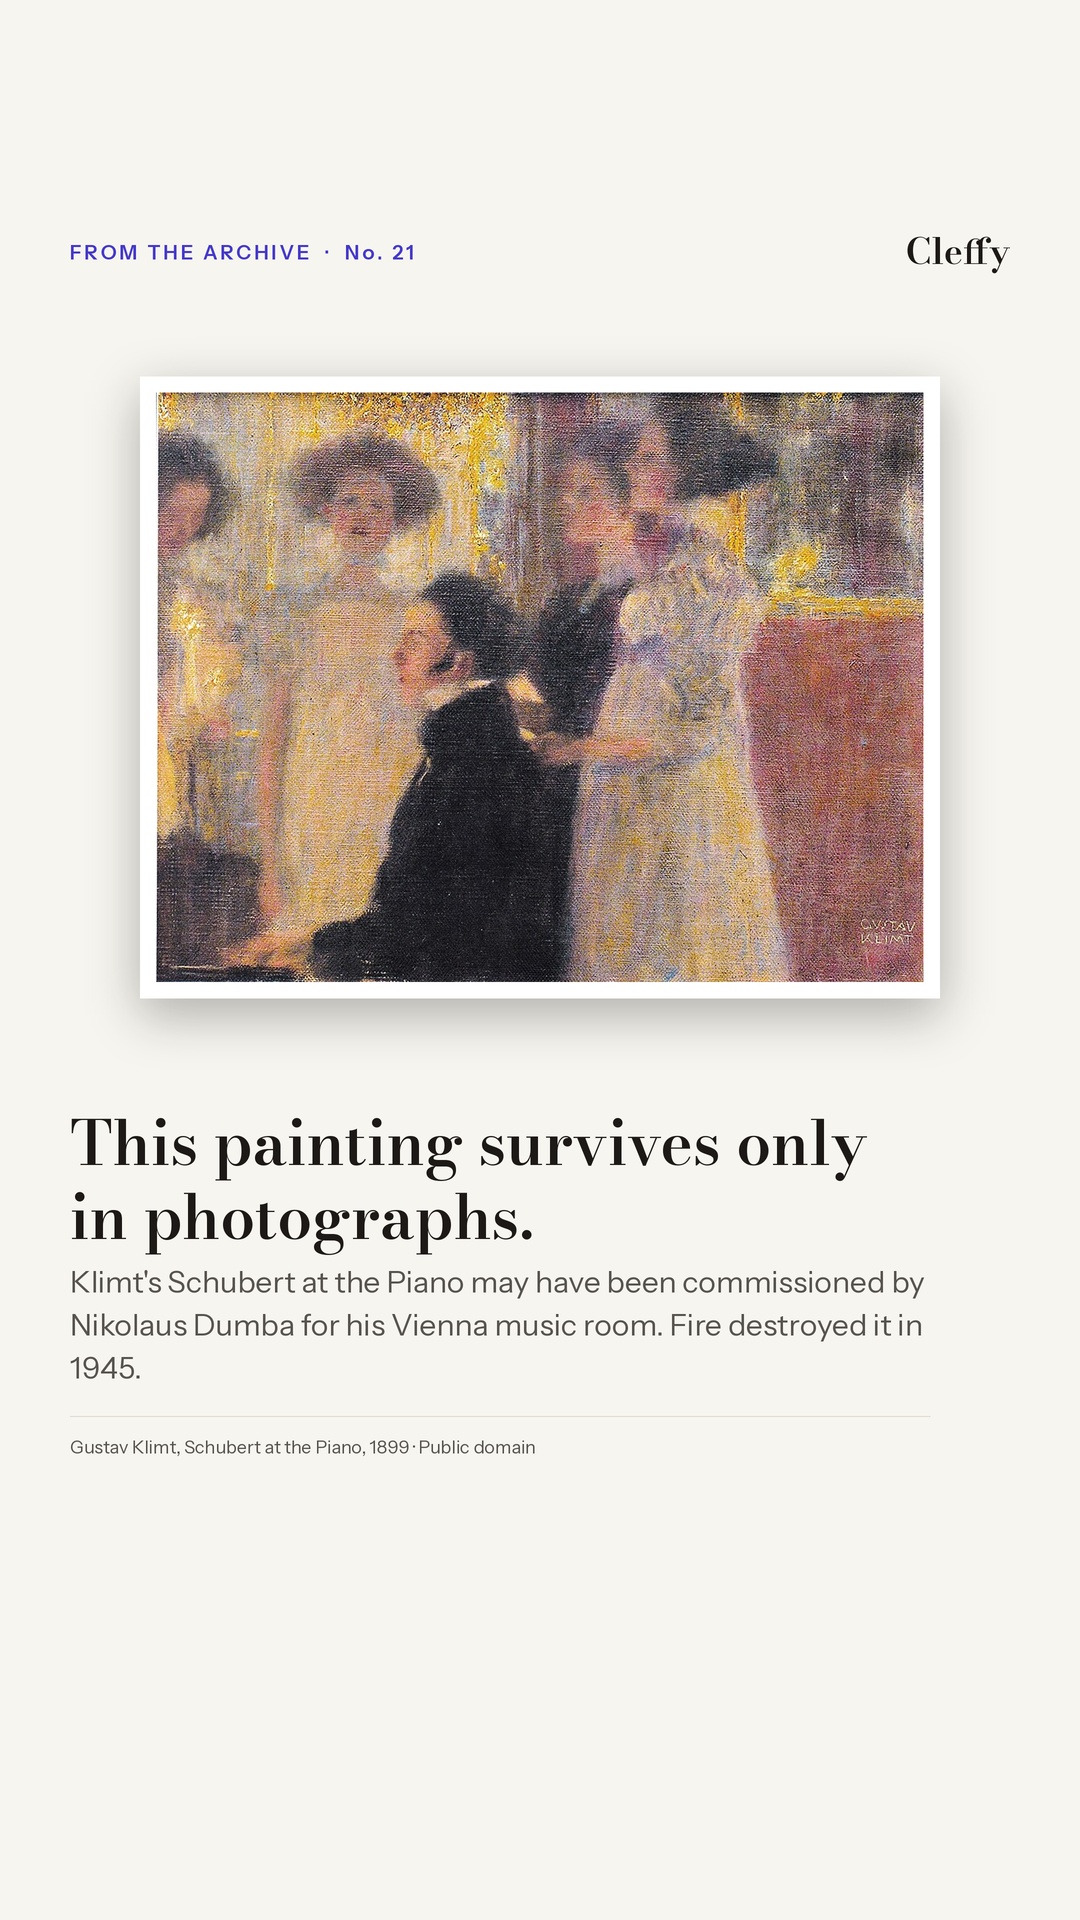 FROM THE ARCHIVE · No. 21
Cleffy
GUSTAV
KLIMT
This painting survives only
in photographs.
Klimt's Schubert at the Piano may have been commissioned by
Nikolaus Dumba for his Vienna music room. Fire destroyed it in
1945.
Gustav Klimt, Schubert at the Piano, 1899 · Public domain